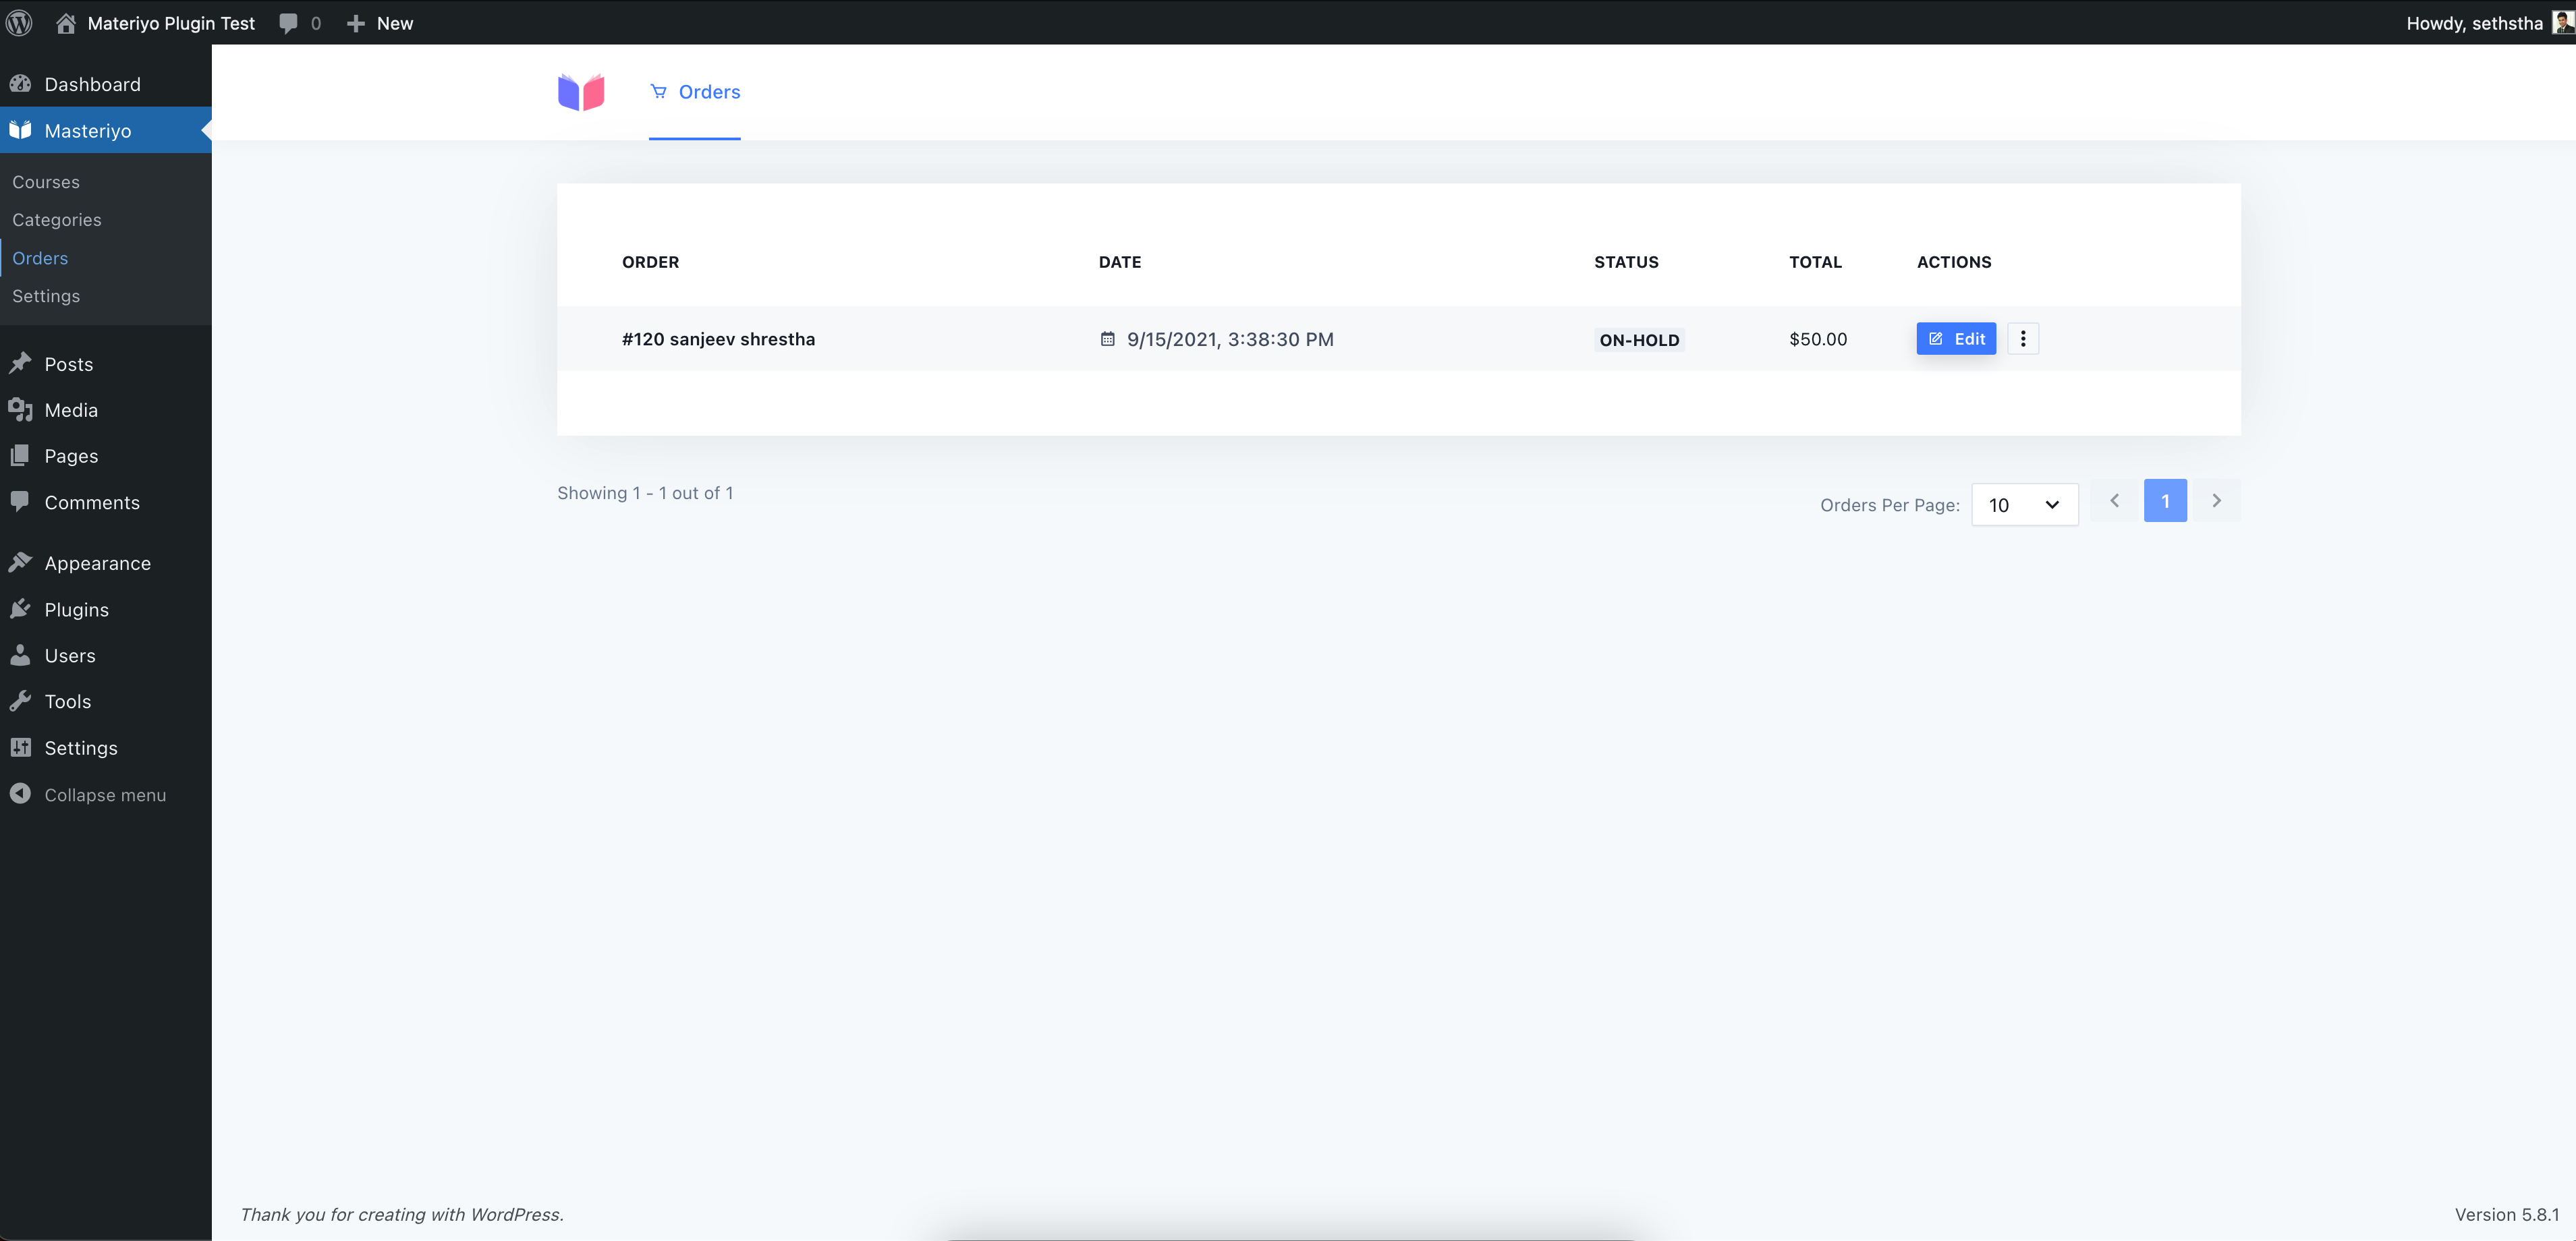 Materiyo Plugin Test 0 New Howdy, sethstha
Dashboard
Masteriyo
Courses
Categories
Orders
Settings
Posts
Media
Pages
Comments
Appearance
Plugins
Users
Tools
Settings
Collapse menu
Orders
ORDER DATE STATUS TOTAL ACTIONS
#120 sanjeev shrestha 9/15/2021, 3:38:30 PM ON-HOLD $50.00 Edit
Showing 1 - 1 out of 1
Orders Per Page: 10 1
Thank you for creating with WordPress. Version 5.8.1